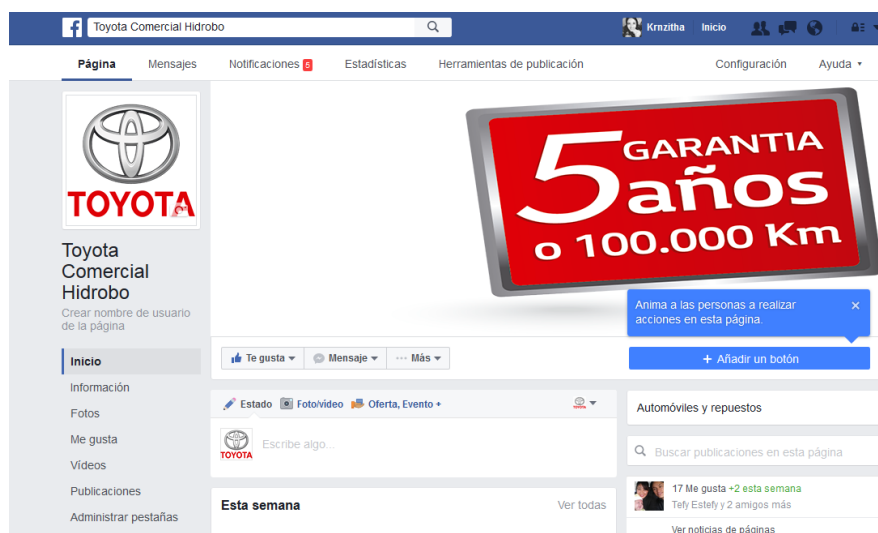 Toyota Comercial Hidrobo
Krnzitha
Inicio
Página
Mensajes
Notificaciones 5
Estadísticas
Herramientas de publicación
Configuración
Ayuda
TOYOTA
5 GARANTIA
años
o 100.000 Km
Toyota
Comercial
Hidrobo
Crear nombre de usuario
de la página
Anima a las personas a realizar
acciones en esta página.
Te gusta
Mensaje
Más
+ Añadir un botón
Inicio
Información
Fotos
Me gusta
Vídeos
Publicaciones
Administrar pestañas
Estado
Foto/vídeo
Oferta, Evento +
TOYOTA
Escribe algo...
Esta semana
Ver todas
Automóviles y repuestos
Buscar publicaciones en esta página
17 Me gusta +2 esta semana
Tefy Estefy y 2 amigos más
Ver noticias de páginas